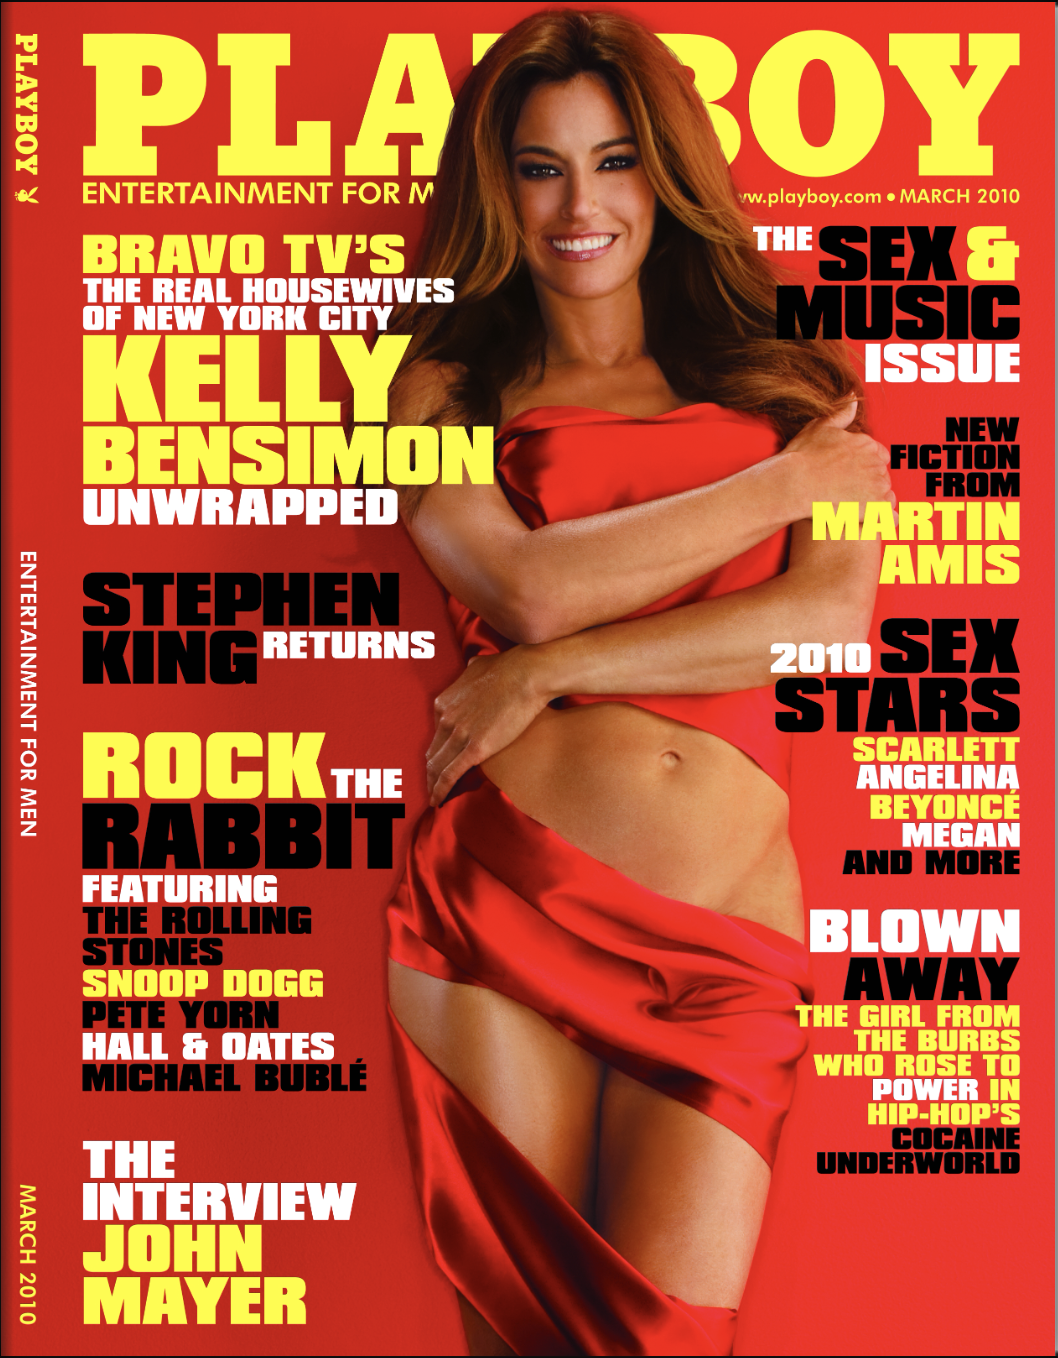 PLAYBOY
ENTERTAINMENT FOR MEN
MARCH 2010
PLA BOY
ENTERTAINMENT FOR M
w.playboy.com • MARCH 2010
BRAVO TV'S
THE REAL HOUSEWIVES
OF NEW YORK CITY
KELLY
BENSIMON
UNWRAPPED
STEPHEN
KING RETURNS
ROCK THE
RABBIT
FEATURING
THE ROLLING
STONES
SNOOP DOGG
PETE YORN
HALL & OATES
MICHAEL BUBLÉ
THE
INTERVIEW
JOHN
MAYER
THE SEX &
MUSIC
ISSUE
NEW
FICTION
FROM
MARTIN
AMIS
2010 SEX
STARS
SCARLETT
ANGELINA
BEYONCÉ
MEGAN
AND MORE
BLOWN
AWAY
THE GIRL FROM
THE BURBS
WHO ROSE TO
POWER IN
HIP-HOP'S
COCAINE
UNDERWORLD